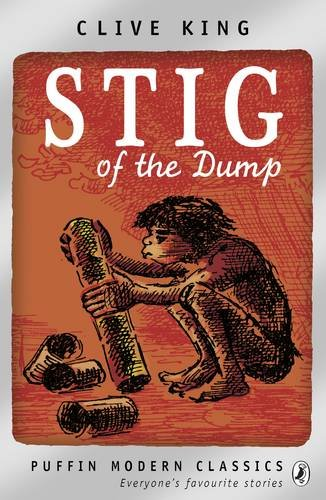 CLIVE KING
STIG
of the Dump
PUFFIN MODERN CLASSICS
Everyone's favourite stories